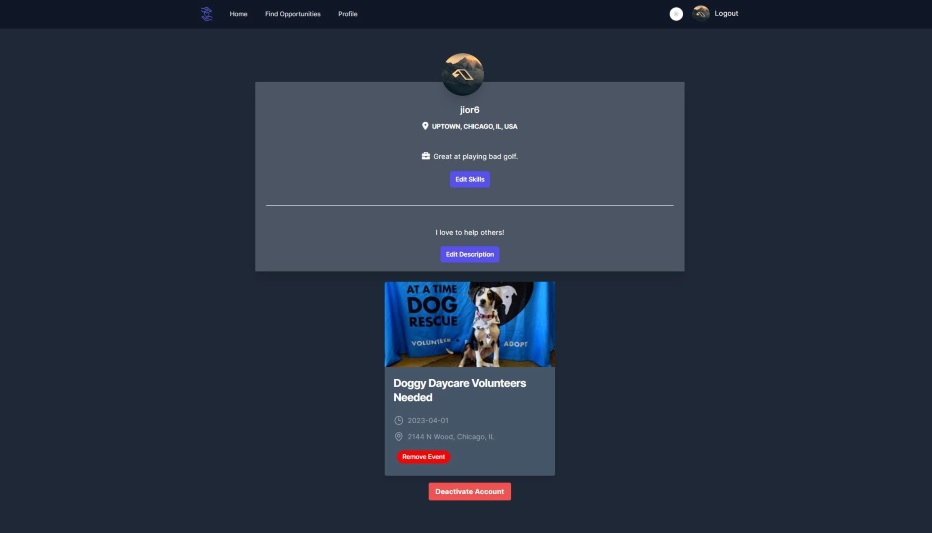 Home
Find Opportunities
Profile
Logout
jior6
UPTOWN, CHICAGO, IL, USA
Great at playing bad golf.
Edit Skills
I love to help others!
Edit Description
AT A TIME
DOG
RESCUE
VOLUNTEER
ADOPT
Doggy Daycare Volunteers
Needed
2023-04-01
2144 N Wood, Chicago, IL
Remove Event
Deactivate Account